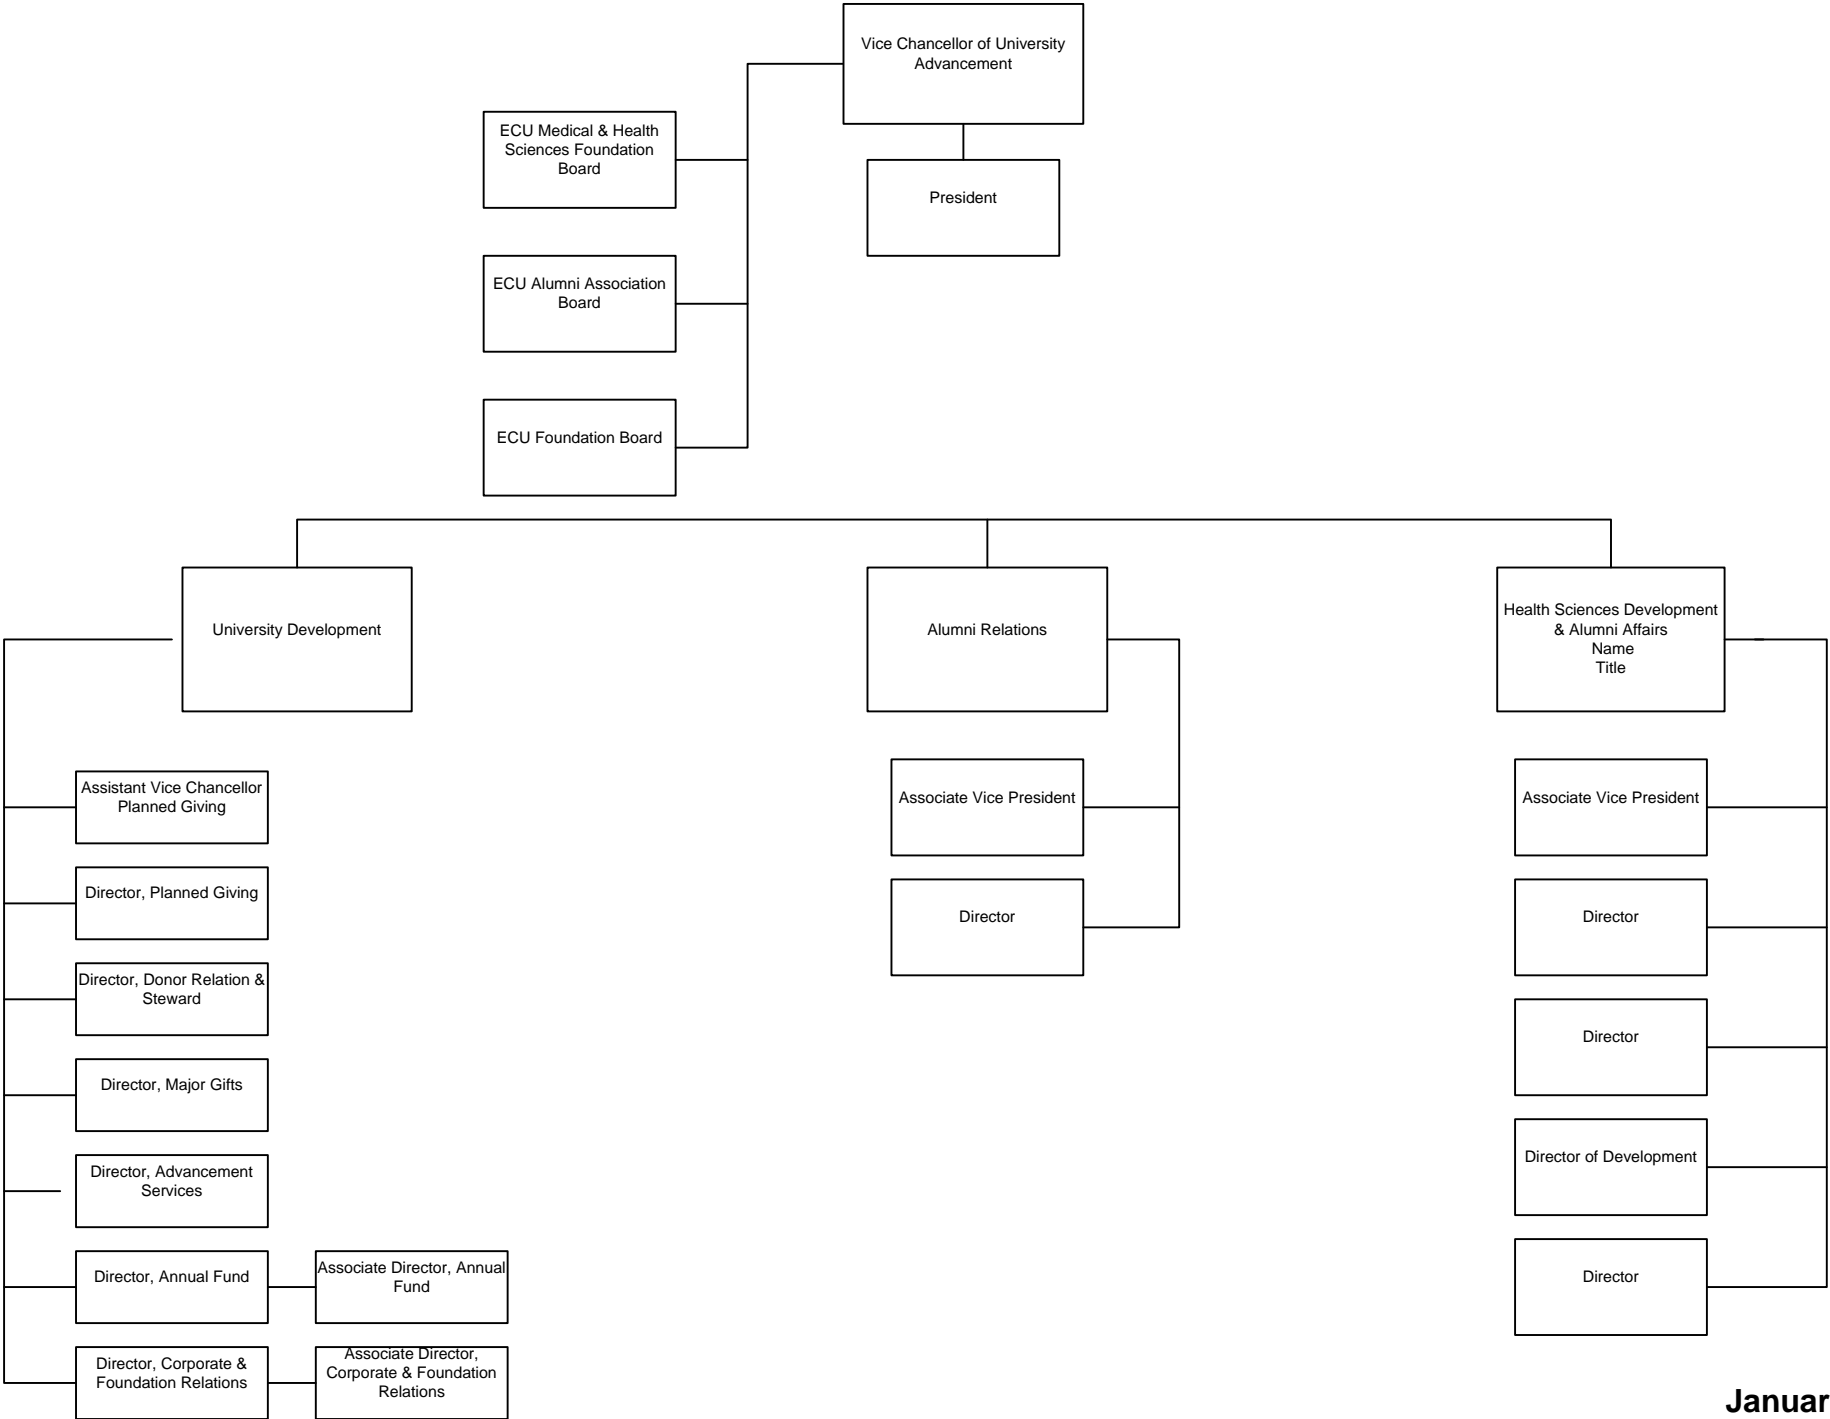 Vice Chancellor of University
Advancement
ECU Medical & Health
Sciences Foundation
Board
President
ECU Alumni Association
Board
ECU Foundation Board
University Development
Alumni Relations
Health Sciences Development
& Alumni Affairs
Name
Title
Assistant Vice Chancellor
Planned Giving
Director, Planned Giving
Director, Donor Relation &
Steward
Director, Major Gifts
Director, Advancement
Services
Director, Annual Fund
Associate Director, Annual
Fund
Director, Corporate &
Foundation Relations
Associate Director,
Corporate & Foundation
Relations
Associate Vice President
Director
Associate Vice President
Director
Director
Director of Development
Director
Januar